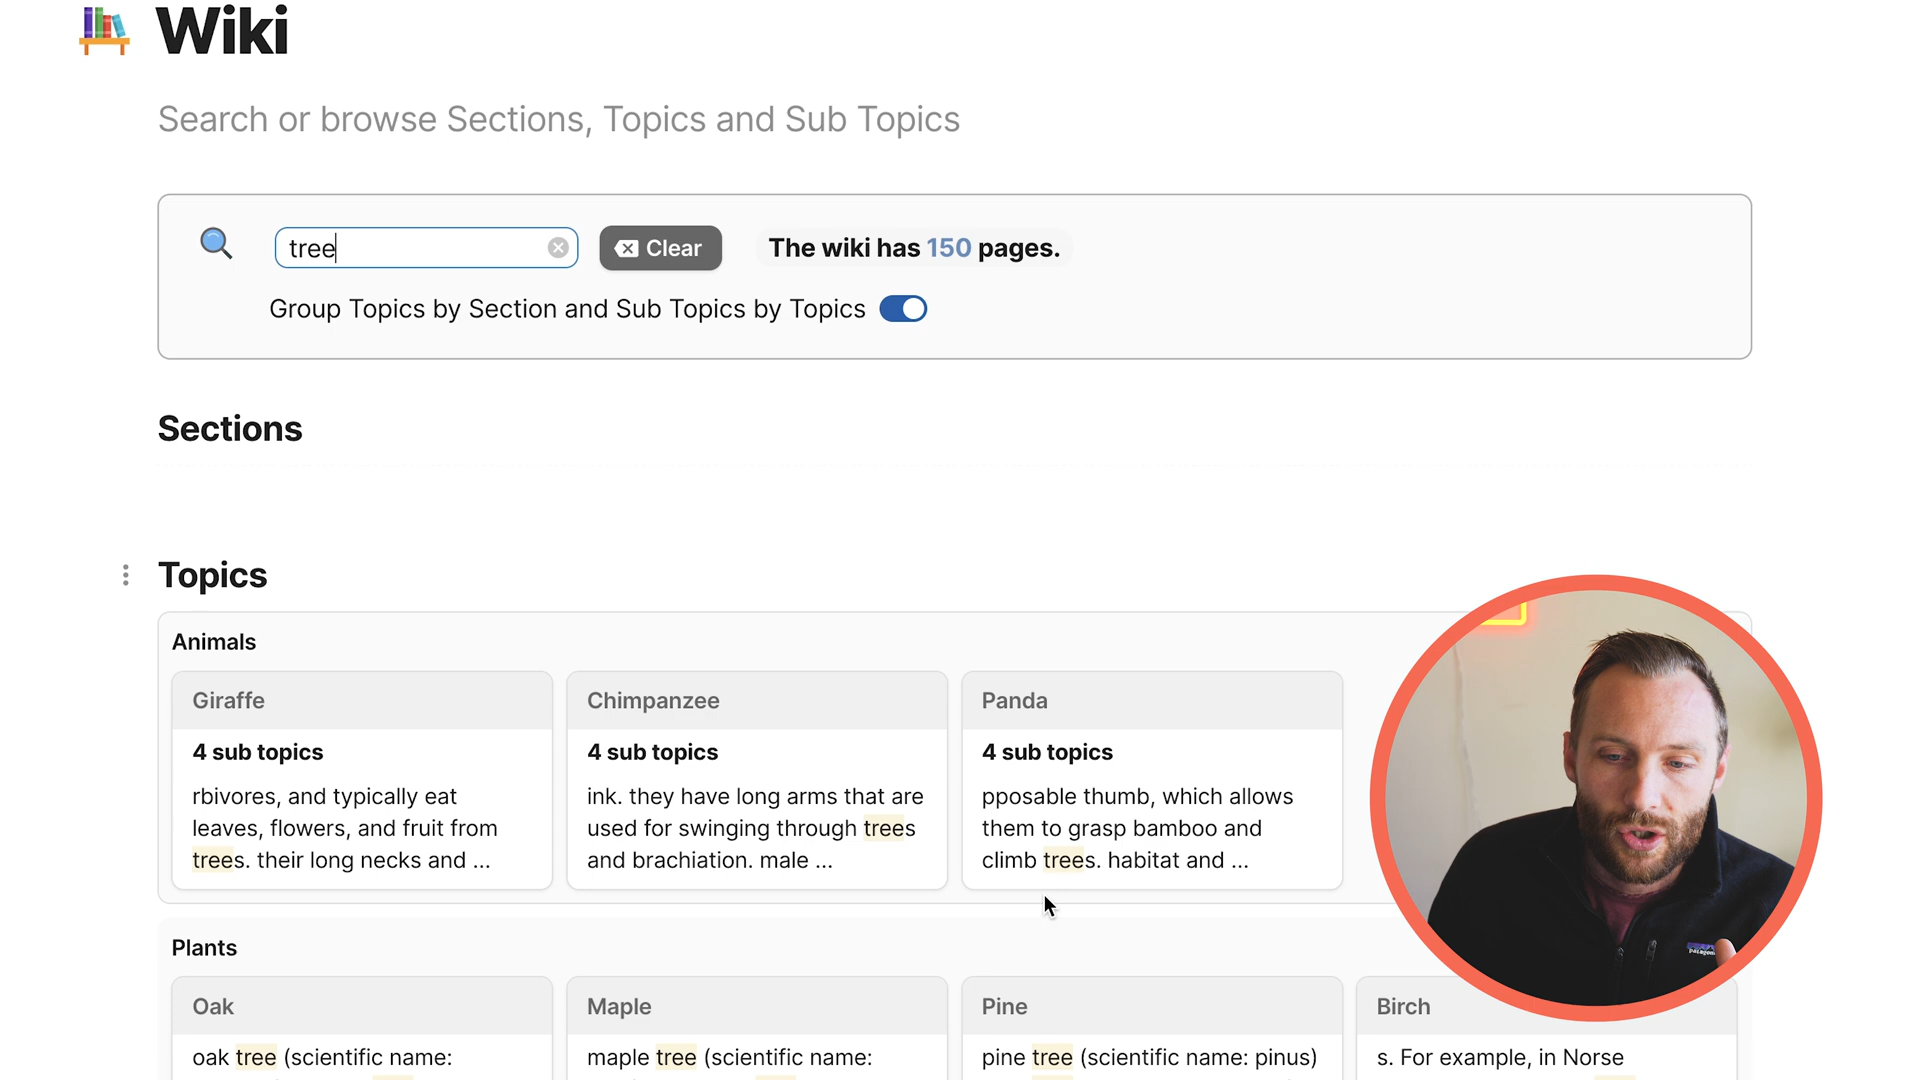 Wiki
Search or browse Sections, Topics and Sub Topics
tree
Clear
The wiki has 150 pages.
Group Topics by Section and Sub Topics by Topics
Sections
Topics
Animals
Giraffe
4 sub topics
rbivores, and typically eat
leaves, flowers, and fruit from
trees. their long necks and ...
Chimpanzee
4 sub topics
ink. they have long arms that are
used for swinging through trees
and brachiation. male ...
Panda
4 sub topics
pposable thumb, which allows
them to grasp bamboo and
climb trees. habitat and ...
Plants
Oak
oak tree (scientific name:
Maple
maple tree (scientific name:
Pine
pine tree (scientific name: pinus)
Birch
s. For example, in Norse